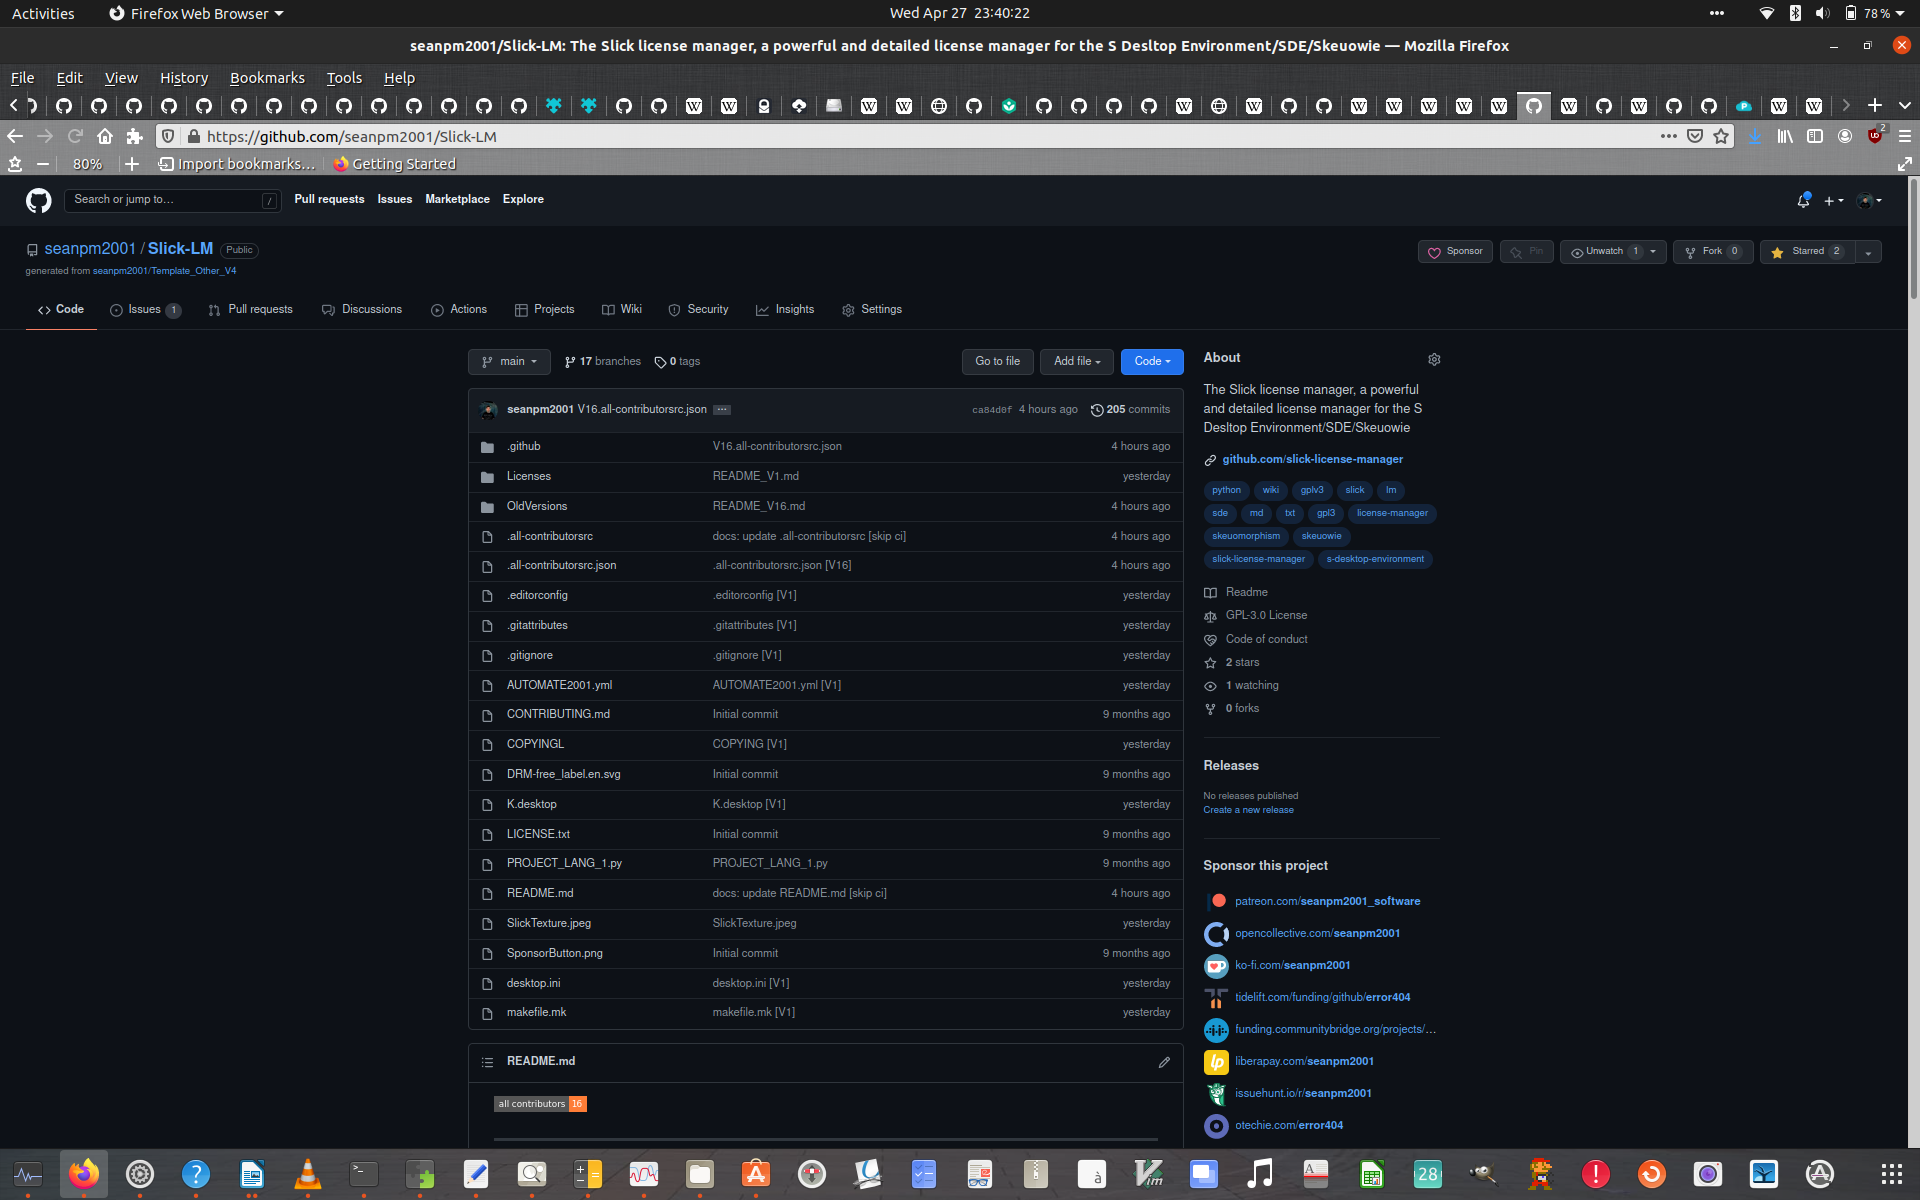 Activities
Firefox Web Browser
Wed Apr 27 23:40:22
78 %
seanpm2001/Slick-LM: The Slick license manager, a powerful and detailed license manager for the S Desltop Environment/SDE/Skeuowie — Mozilla Firefox
File Edit View History Bookmarks Tools Help
https://github.com/seanpm2001/Slick-LM
2
80%
Import bookmarks…
Getting Started
Search or jump to…
/
Pull requests Issues Marketplace Explore
seanpm2001 / Slick-LM Public
generated from seanpm2001/Template_Other_V4
Sponsor
Pin
Unwatch 1
Fork 0
Starred 2
Code
Issues 1
Pull requests
Discussions
Actions
Projects
Wiki
Security
Insights
Settings
main
17 branches
0 tags
Go to file
Add file
Code
seanpm2001 V16.all-contributorsrc.json
ca84d0f 4 hours ago
205 commits
.github V16.all-contributorsrc.json 4 hours ago
Licenses README_V1.md yesterday
OldVersions README_V16.md 4 hours ago
.all-contributorsrc docs: update .all-contributorsrc [skip ci] 4 hours ago
.all-contributorsrc.json .all-contributorsrc.json [V16] 4 hours ago
.editorconfig .editorconfig [V1] yesterday
.gitattributes .gitattributes [V1] yesterday
.gitignore .gitignore [V1] yesterday
AUTOMATE2001.yml AUTOMATE2001.yml [V1] yesterday
CONTRIBUTING.md Initial commit 9 months ago
COPYINGL COPYING [V1] yesterday
DRM-free_label.en.svg Initial commit 9 months ago
K.desktop K.desktop [V1] yesterday
LICENSE.txt Initial commit 9 months ago
PROJECT_LANG_1.py PROJECT_LANG_1.py 9 months ago
README.md docs: update README.md [skip ci] 4 hours ago
SlickTexture.jpeg SlickTexture.jpeg yesterday
SponsorButton.png Initial commit 9 months ago
desktop.ini desktop.ini [V1] yesterday
makefile.mk makefile.mk [V1] yesterday
README.md
all contributors 16
About
The Slick license manager, a powerful
and detailed license manager for the S
Desltop Environment/SDE/Skeuowie
github.com/slick-license-manager
python wiki gplv3 slick lm
sde md txt gpl3 license-manager
skeuomorphism skeuowie
slick-license-manager s-desktop-environment
Readme
GPL-3.0 License
Code of conduct
2 stars
1 watching
0 forks
Releases
No releases published
Create a new release
Sponsor this project
patreon.com/seanpm2001_software
opencollective.com/seanpm2001
ko-fi.com/seanpm2001
tidelift.com/funding/github/error404
funding.communitybridge.org/projects/…
liberapay.com/seanpm2001
issuehunt.io/r/seanpm2001
otechie.com/error404
28